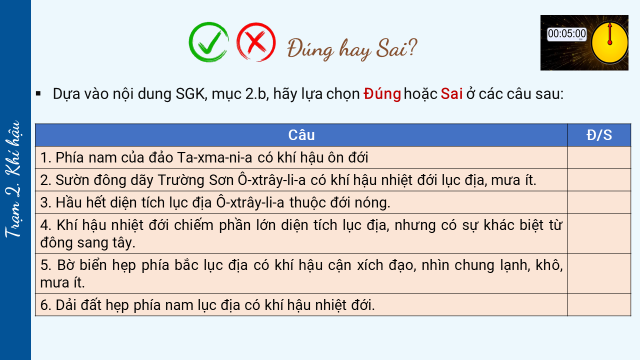 Đúng hay Sai?
00:05:00
Trạm 2. Khí hậu
▪ Dựa vào nội dung SGK, mục 2.b, hãy lựa chọn Đúng hoặc Sai ở các câu sau:
Câu Đ/S
1. Phía nam của đảo Ta-xma-ni-a có khí hậu ôn đới
2. Sườn đông dãy Trường Sơn Ô-xtrây-li-a có khí hậu nhiệt đới lục địa, mưa ít.
3. Hầu hết diện tích lục địa Ô-xtrây-li-a thuộc đới nóng.
4. Khí hậu nhiệt đới chiếm phần lớn diện tích lục địa, nhưng có sự khác biệt từ
đông sang tây.
5. Bờ biển hẹp phía bắc lục địa có khí hậu cận xích đạo, nhìn chung lạnh, khô,
mưa ít.
6. Dải đất hẹp phía nam lục địa có khí hậu nhiệt đới.